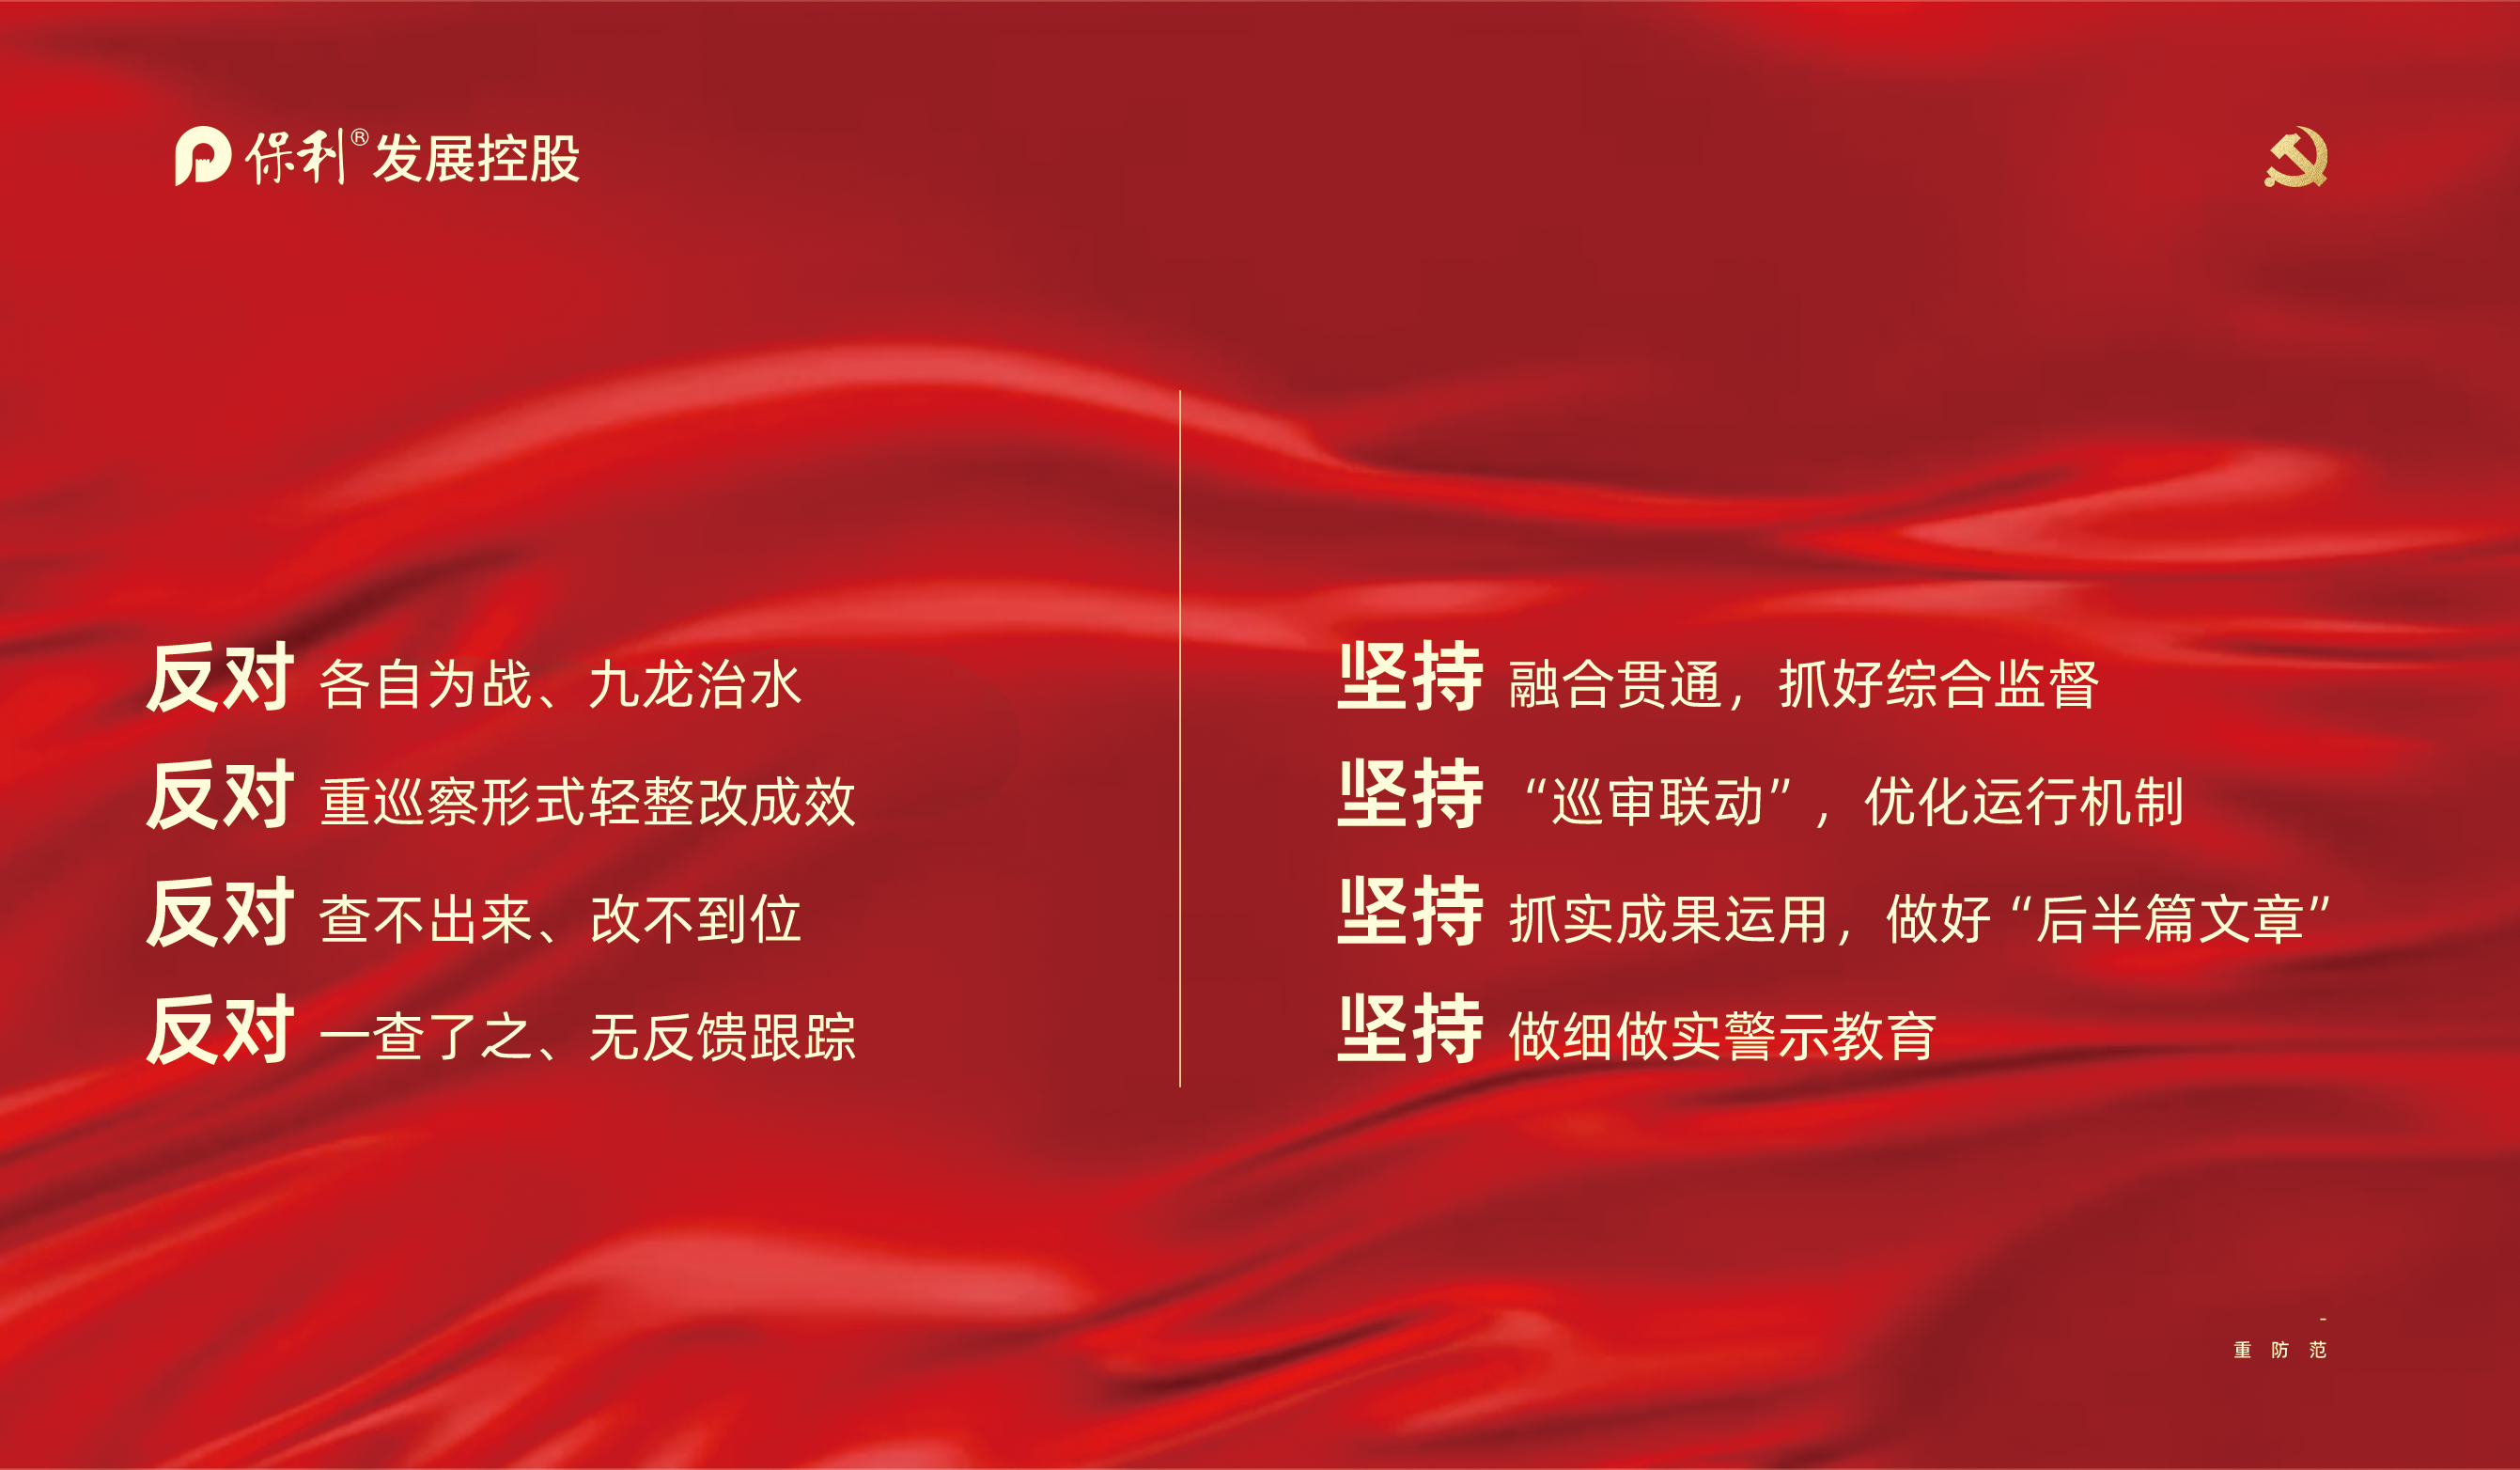 保利®发展控股
反对 各自为战、九龙治水
反对 重巡察形式轻整改成效
反对 查不出来、改不到位
反对 一查了之、无反馈跟踪
坚持 融合贯通，抓好综合监督
坚持 “巡审联动”，优化运行机制
坚持 抓实成果运用，做好“后半篇文章”
坚持 做细做实警示教育
-
重 防 范